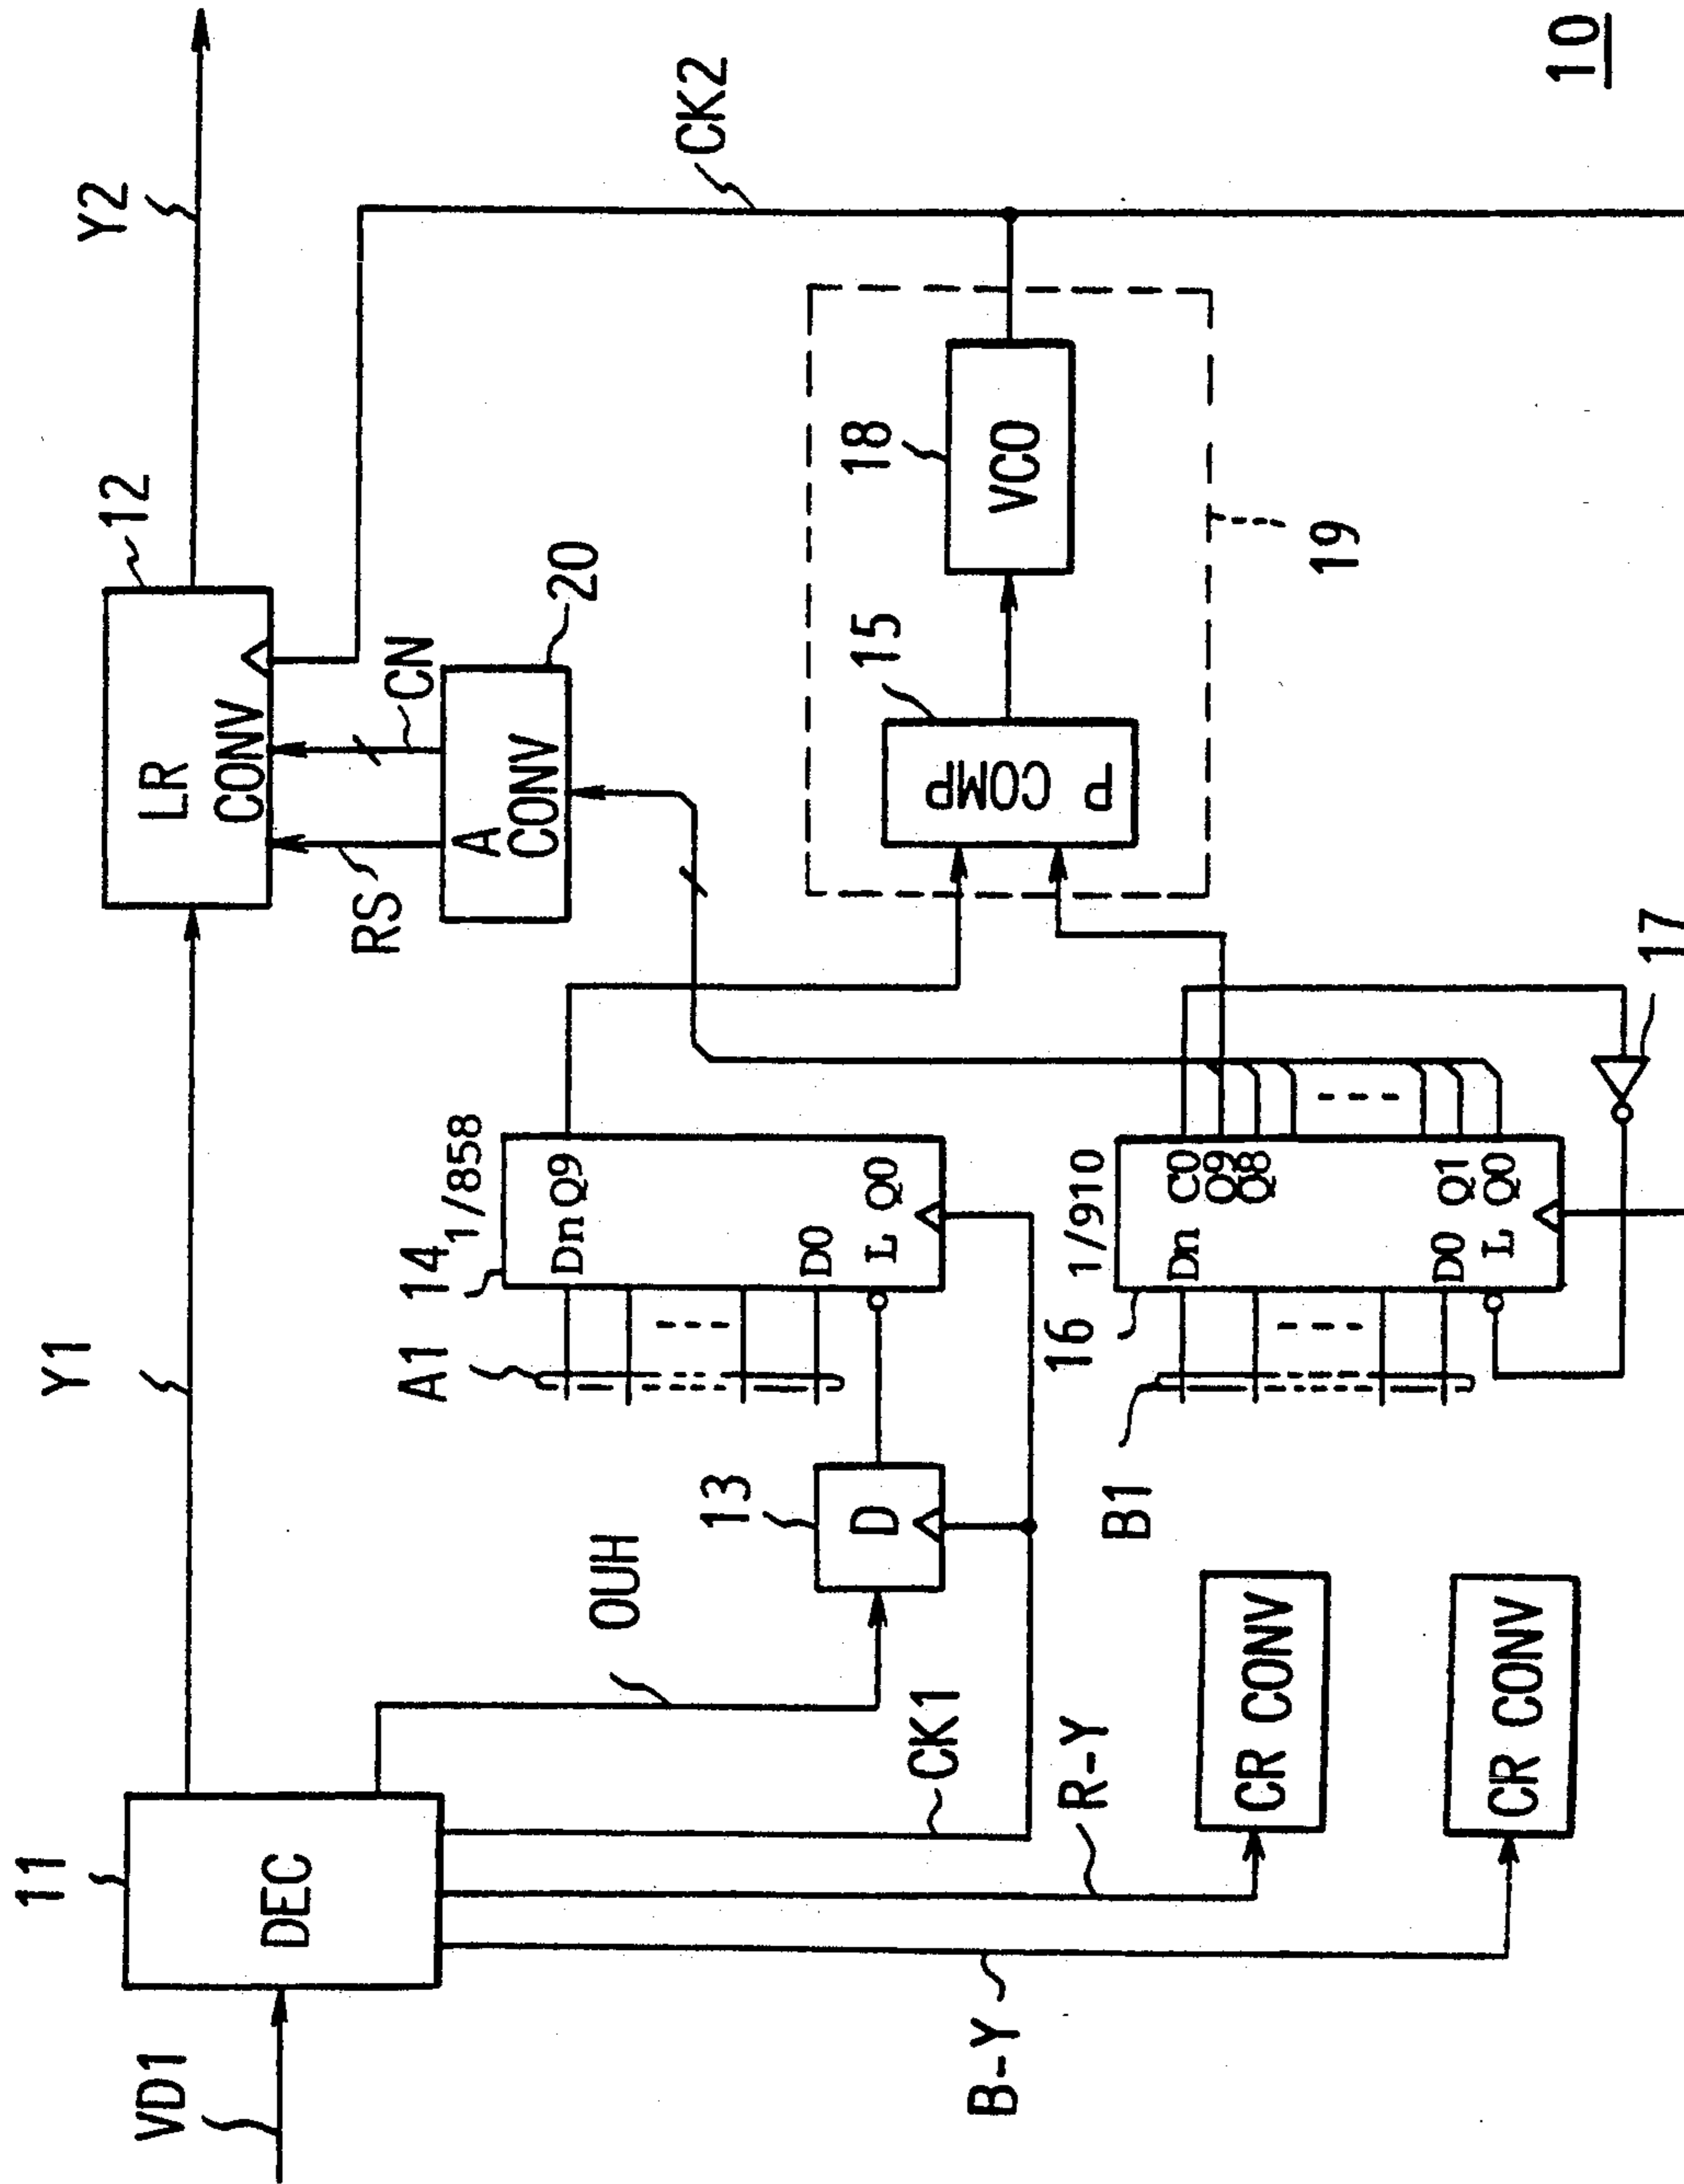 10
VD1
11
DEC
Y1
12
LR
CONV
Y2
RS
CN
A
CONV
20
CK2
OUH
13
D
A1
14
1/858
Dn Q9
D0
L Q0
15
P
COMP
18
VCO
19
CK1
R-Y
B-Y
CR CONV
CR CONV
B1
16
1/910
Dn C0
Q9
Q8
D0 Q1
L Q0
17